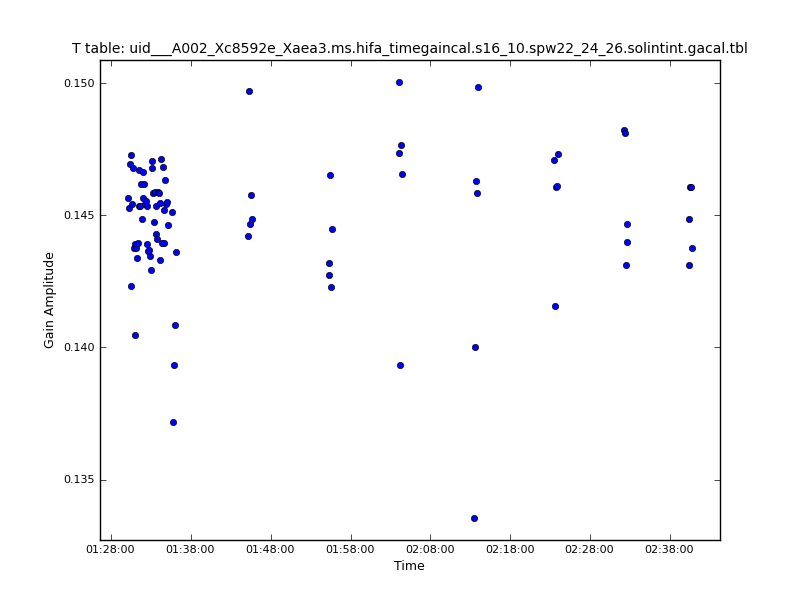 T table: uid___A002_Xc8592e_Xaea3.ms.hifa_timegaincal.s16_10.spw22_24_26.solintint.gacal.tbl
0.150
0.145
0.140
0.135
Gain Amplitude
01:28:00 01:38:00 01:48:00 01:58:00 02:08:00 02:18:00 02:28:00 02:38:00
Time